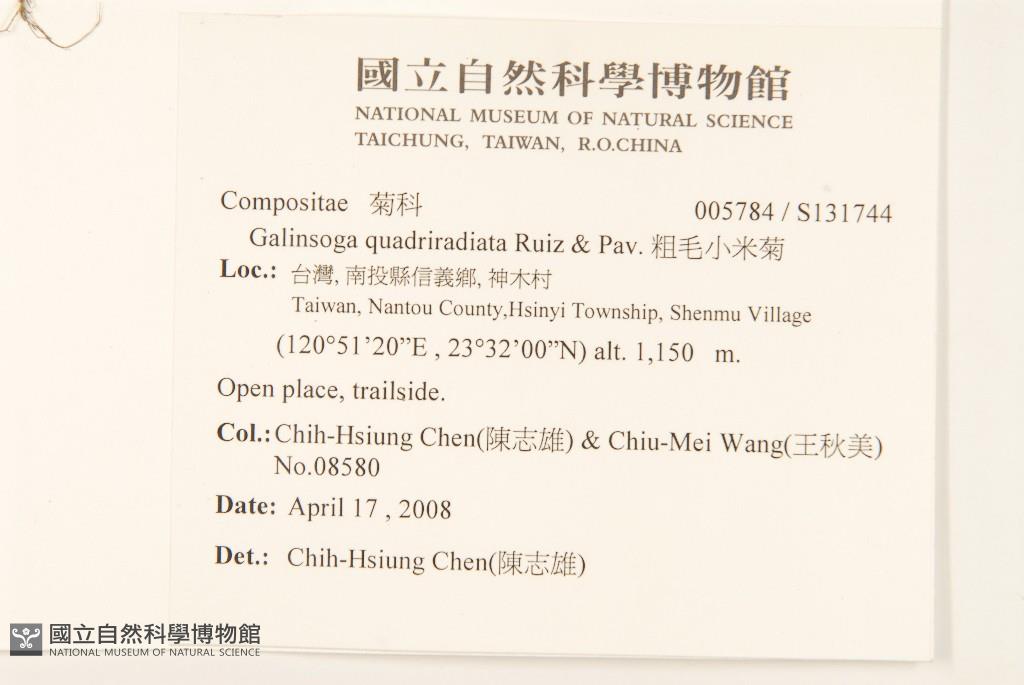 國立自然科學博物館
NATIONAL MUSEUM OF NATURAL SCIENCE
TAICHUNG, TAIWAN, R.O.CHINA
Compositae 菊科 005784 / S131744
Galinsoga quadriradiata Ruiz & Pav. 粗毛小米菊
Loc.: 台灣, 南投縣信義鄉, 神木村
Taiwan, Nantou County,Hsinyi Township, Shenmu Village
(120°51’20”E , 23°32’00”N) alt. 1,150 m.
Open place, trailside.
Col.: Chih-Hsiung Chen(陳志雄) & Chiu-Mei Wang(王秋美)
No.08580
Date: April 17 , 2008
Det.: Chih-Hsiung Chen(陳志雄)
國立自然科學博物館
NATIONAL MUSEUM OF NATURAL SCIENCE